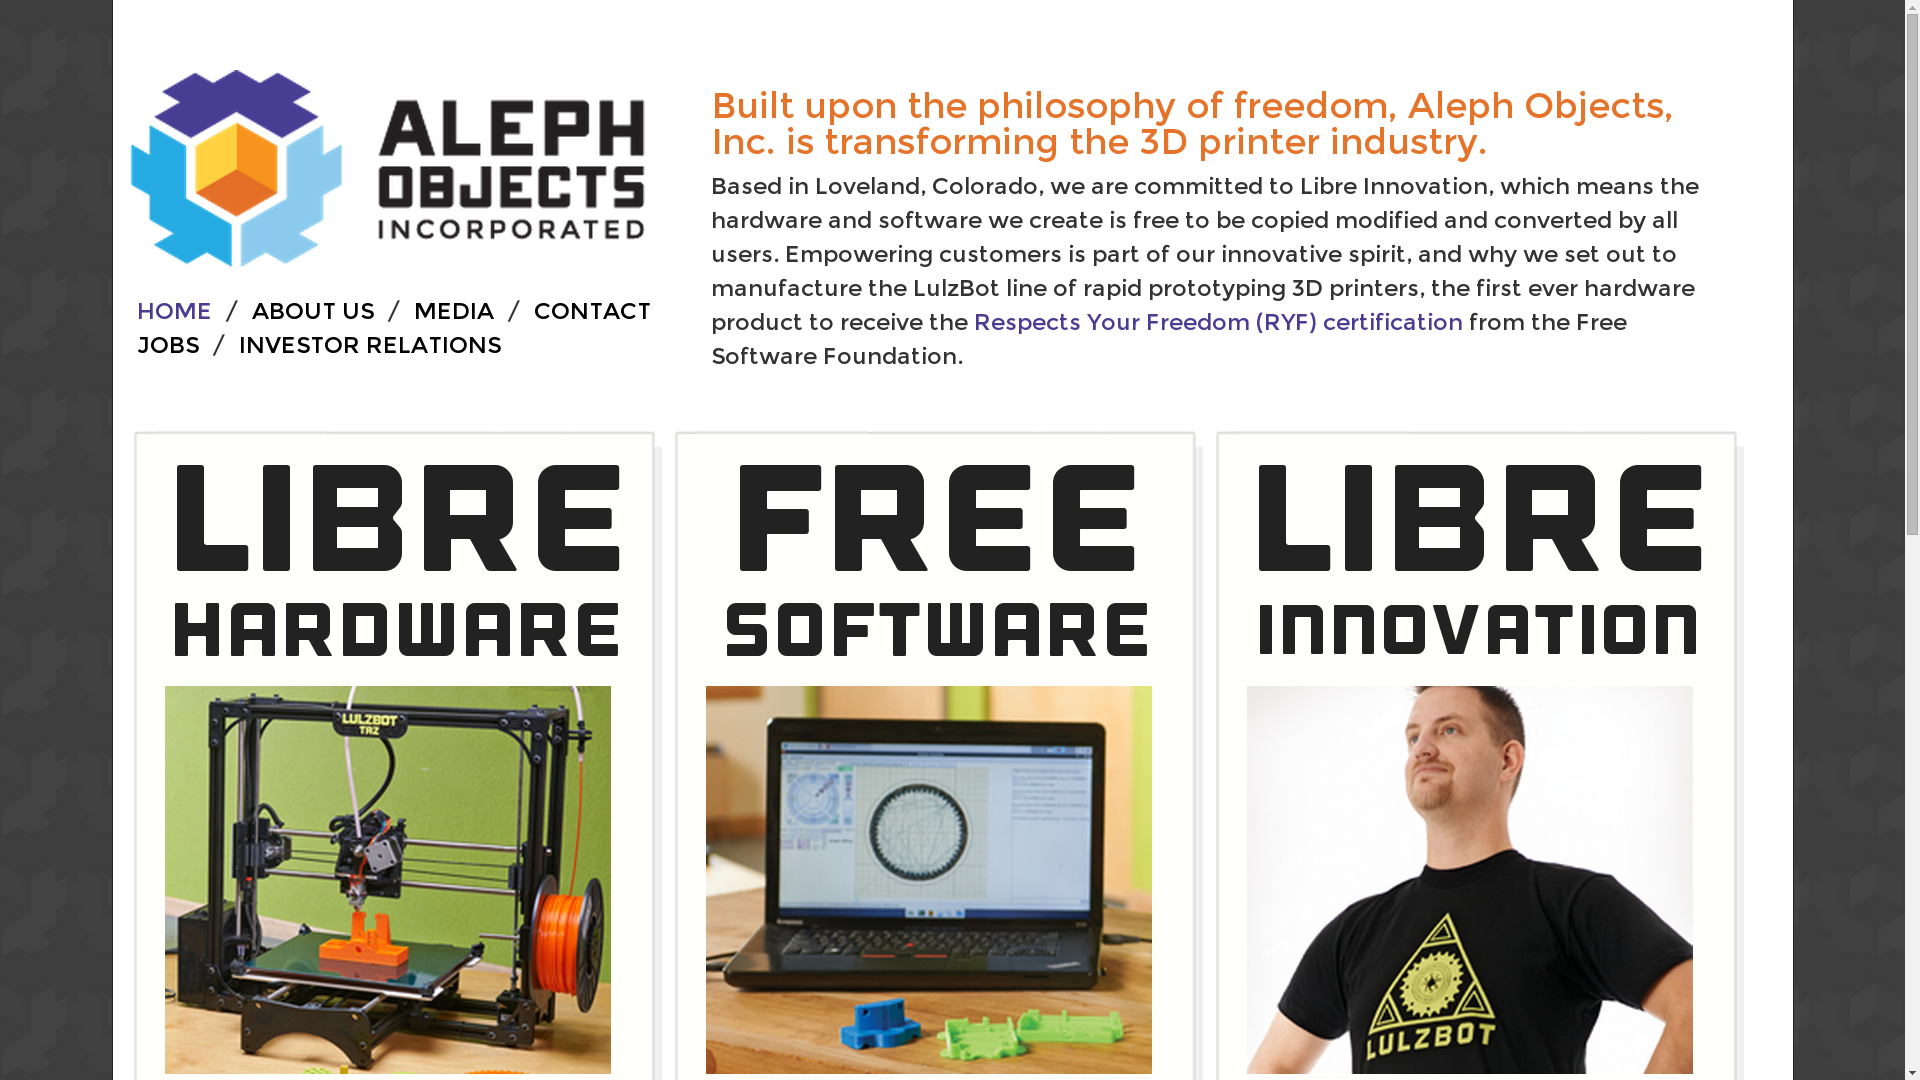 ALEPH
OBJECTS
INCORPORATED
HOME / ABOUT US / MEDIA / CONTACT
JOBS / INVESTOR RELATIONS
Built upon the philosophy of freedom, Aleph Objects,
Inc. is transforming the 3D printer industry.
Based in Loveland, Colorado, we are committed to Libre Innovation, which means the
hardware and software we create is free to be copied modified and converted by all
users. Empowering customers is part of our innovative spirit, and why we set out to
manufacture the LulzBot line of rapid prototyping 3D printers, the first ever hardware
product to receive the Respects Your Freedom (RYF) certification from the Free
Software Foundation.
LIBRE
HARDWARE
LULZBOT
TAZ
FREE
SOFTWARE
LIBRE
INNOVATION
LULZBOT